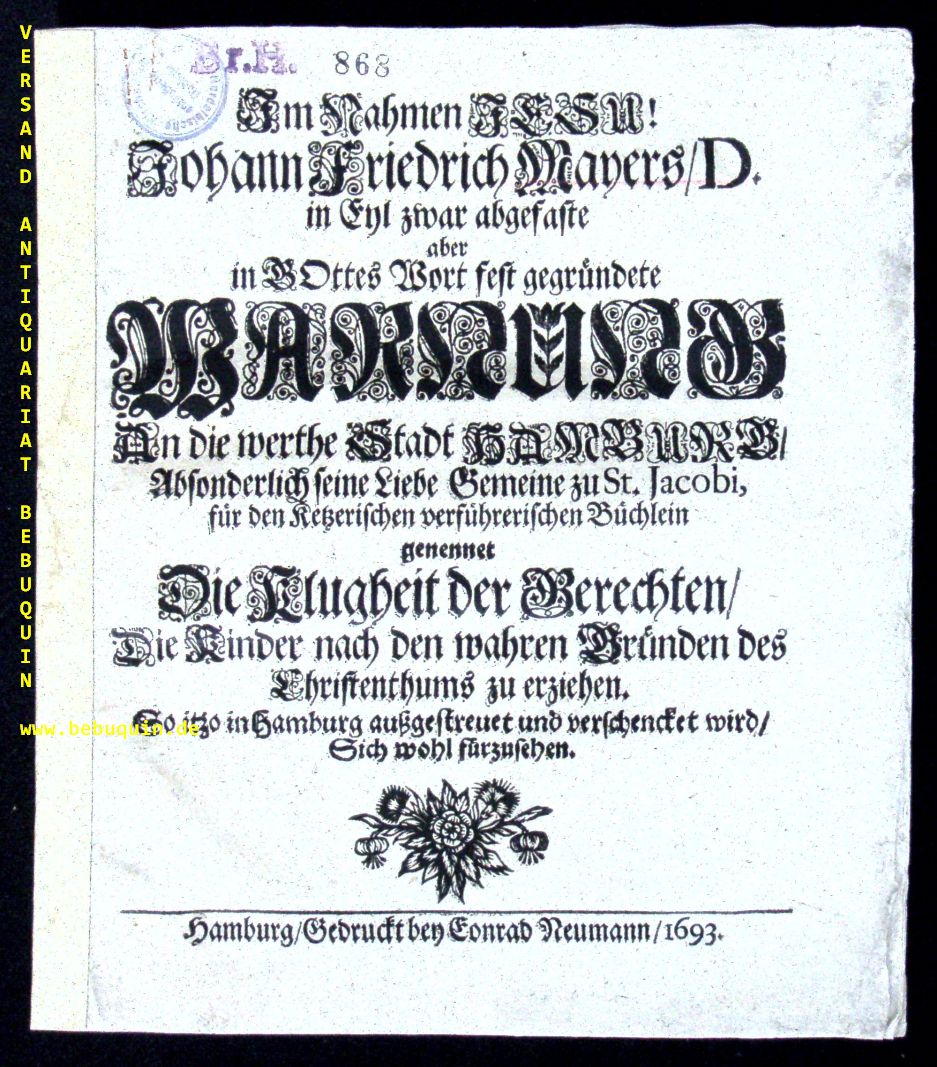 VERSAND ANTIQUARIAT BEBUQUIN
www.bebuquin.de
Sr.H. 868
Im Nahmen JESU!
Johann Friedrich Mayers/D.
in Eyl zwar abgefaste
aber
in GOttes Wort fest gegründete
WARNUNG
An die werthe Stadt HAMBURG/
Absonderlich seine Liebe Gemeine zu St. Jacobi,
für den Ketzerischen verführerischen Büchlein
genennet
Die Klugheit der Gerechten/
Die Kinder nach den wahren Gründen des
Christenthums zu erziehen.
So itzo in Hamburg außgestreuet und verschencket wird/
Sich wohl fürzusehen.
Hamburg/Gedruckt bey Conrad Neumann/1693.